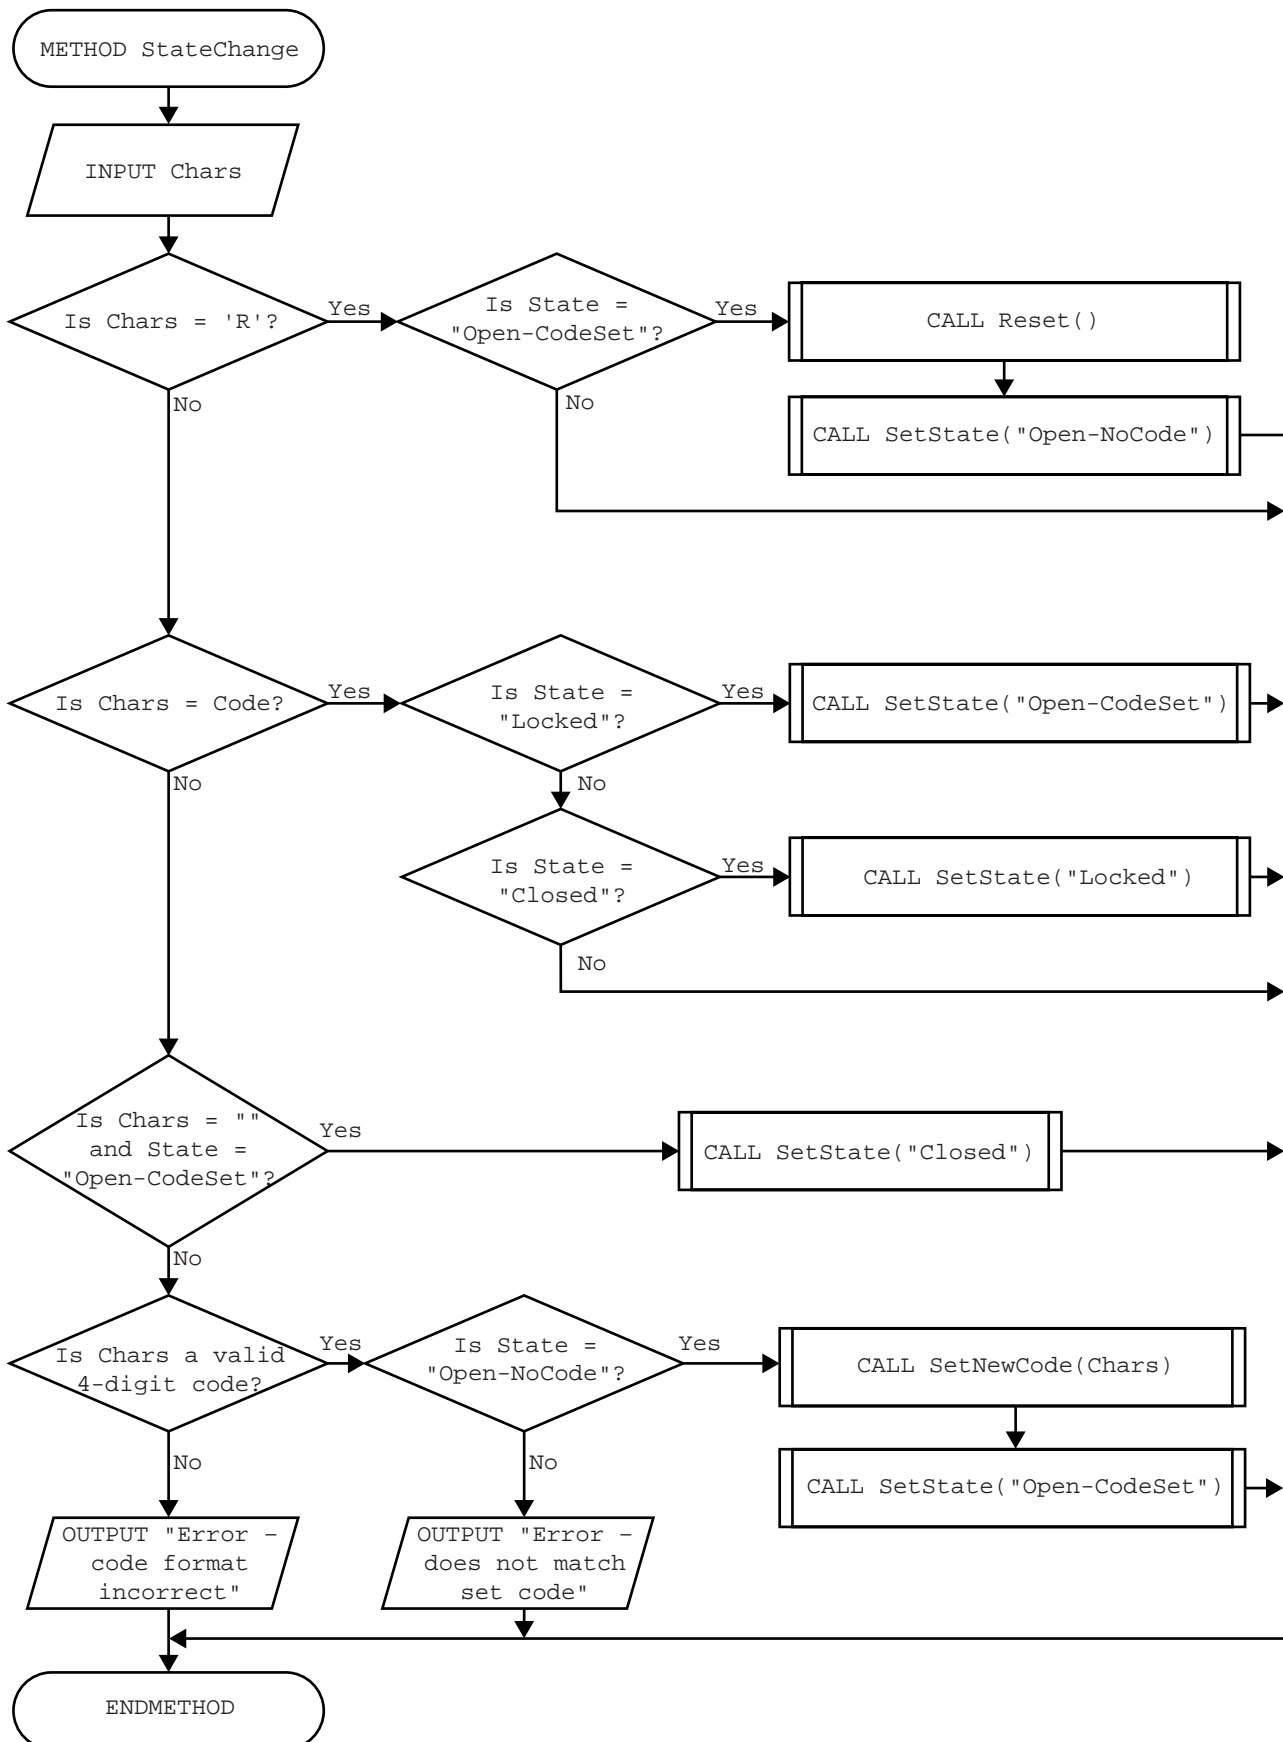 METHOD StateChange
INPUT Chars
Is Chars = 'R'?
Yes
No
Is State =
"Open-CodeSet"?
Yes
No
CALL Reset()
CALL SetState("Open-NoCode")
Is Chars = Code?
Yes
No
Is State =
"Locked"?
Yes
No
CALL SetState("Open-CodeSet")
Is State =
"Closed"?
Yes
No
CALL SetState("Locked")
Is Chars = ""
and State =
"Open-CodeSet"?
Yes
No
CALL SetState("Closed")
Is Chars a valid
4-digit code?
Yes
No
Is State =
"Open-NoCode"?
Yes
No
CALL SetNewCode(Chars)
CALL SetState("Open-CodeSet")
OUTPUT "Error –
code format
incorrect"
OUTPUT "Error –
does not match
set code"
ENDMETHOD